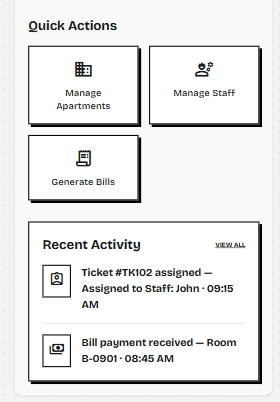 Quick Actions
Manage
Apartments
Manage Staff
Generate Bills
Recent Activity
VIEW ALL
Ticket #TK102 assigned —
Assigned to Staff: John · 09:15
AM
Bill payment received — Room
B-0901 · 08:45 AM